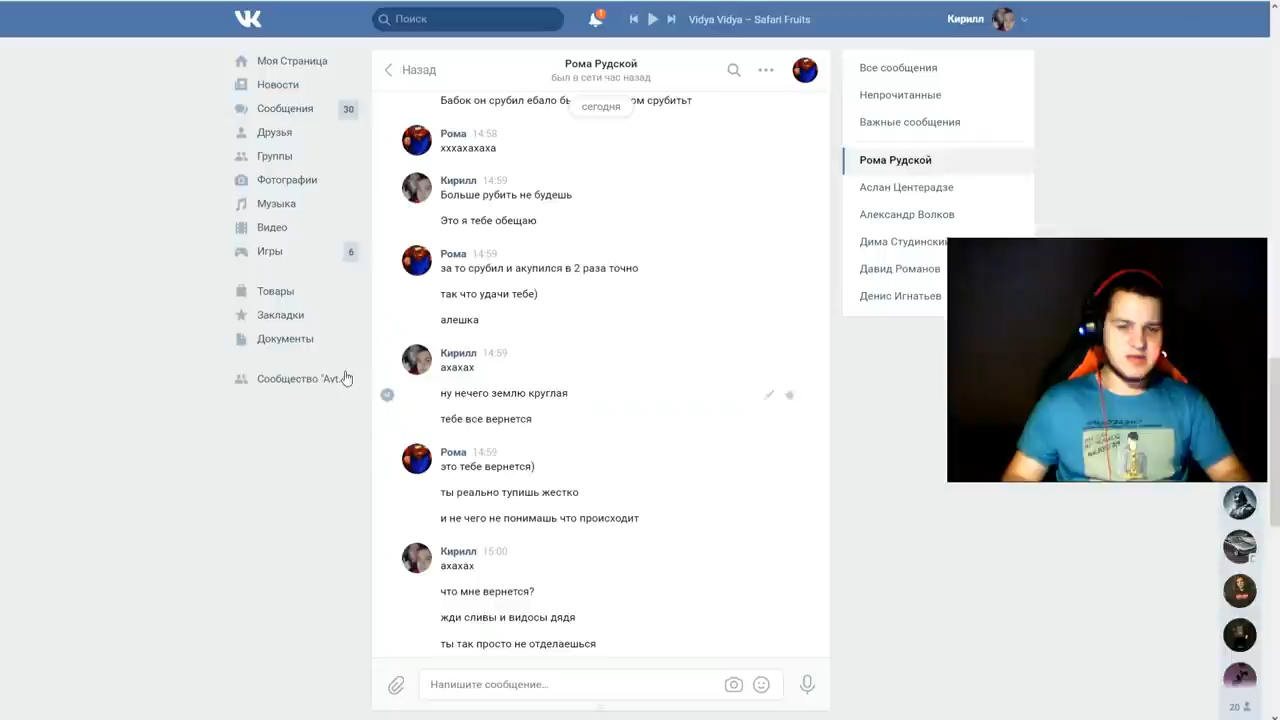 Поиск
Vidya Vidya – Safari Fruits
Кирилл
Моя Страница
Новости
Сообщения 30
Друзья
Группы
Фотографии
Музыка
Видео
Игры 6
Товары
Закладки
Документы
Сообщество "Avt...
Назад
Рома Рудской
был в сети час назад
Бабок он срубил ебало бы ом срубитьт
сегодня
Рома 14:58
хххахахаха
Кирилл 14:59
Больше рубить не будешь
Это я тебе обещаю
Рома 14:59
за то срубил и акупился в 2 раза точно
так что удачи тебе)
алешка
Кирилл 14:59
ахахах
ну нечего землю круглая
тебе все вернется
Рома 14:59
это тебе вернется)
ты реально тупишь жестко
и не чего не понимашь что происходит
Кирилл 15:00
ахахах
что мне вернется?
жди сливы и видосы дядя
ты так просто не отделаешься
Напишите сообщение...
Все сообщения
Непрочитанные
Важные сообщения
Рома Рудской
Аслан Центерадзе
Александр Волков
Дима Студински
Давид Романов
Денис Игнатьев
20